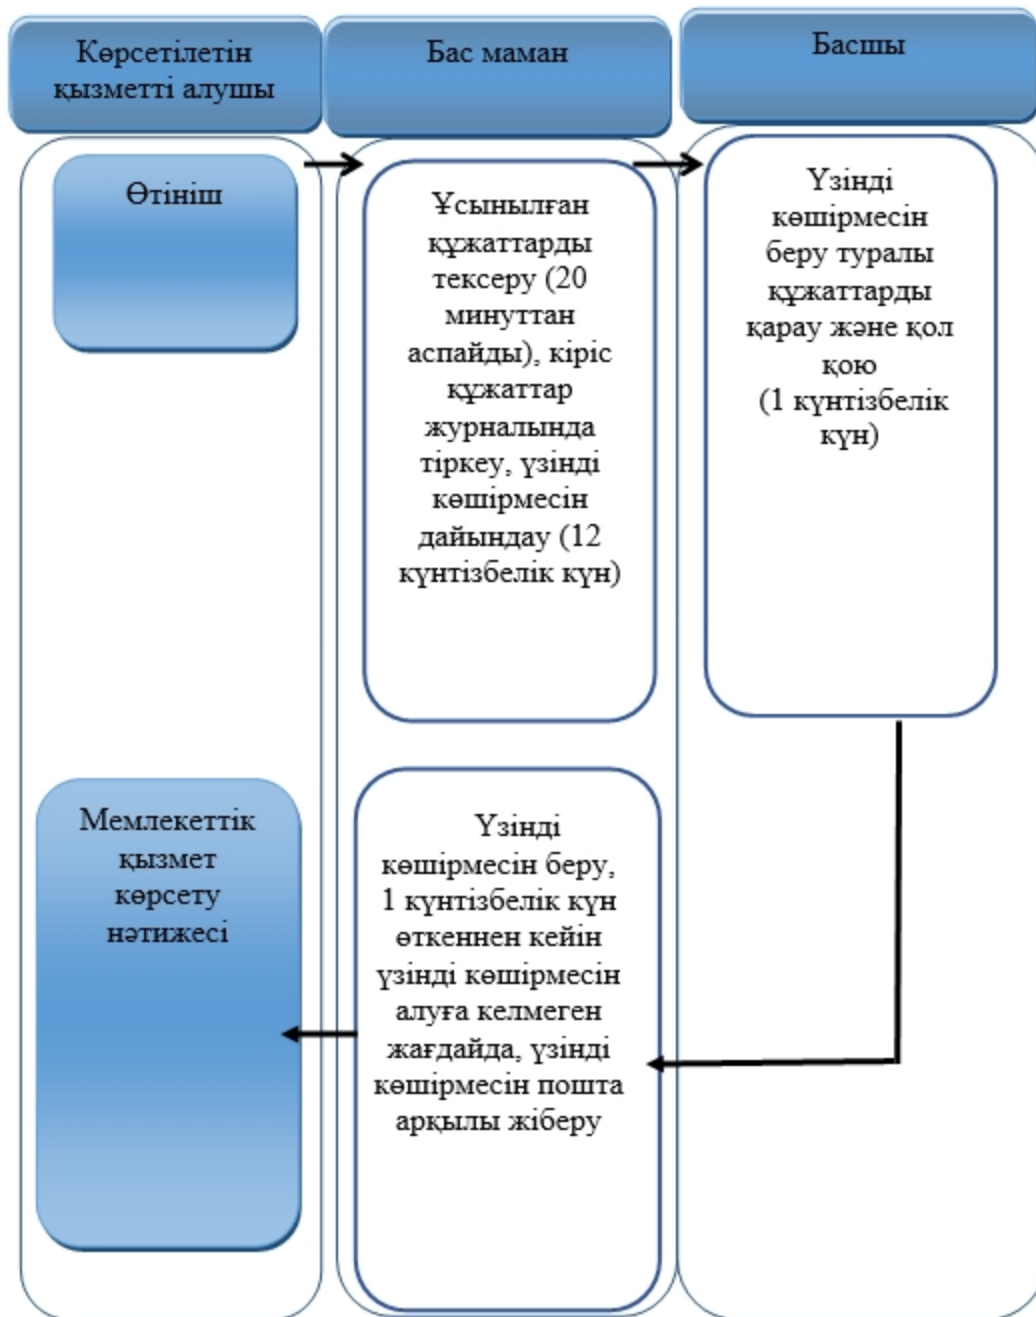 Көрсетілетін
қызметті алушы
Бас маман
Басшы
Өтініш
Ұсынылған
құжаттарды
тексеру (20
минуттан
аспайды), кіріс
құжаттар
журналында
тіркеу, үзінді
көшірмесін
дайындау (12
күнтізбелік күн)
Үзінді
көшірмесін
беру туралы
құжаттарды
қарау және қол
қою
(1 күнтізбелік
күн)
Мемлекеттік
қызмет
көрсету
нәтижесі
Үзінді
көшірмесін беру,
1 күнтізбелік күн
өткеннен кейін
үзінді көшірмесін
алуға келмеген
жағдайда, үзінді
көшірмесін пошта
арқылы жіберу